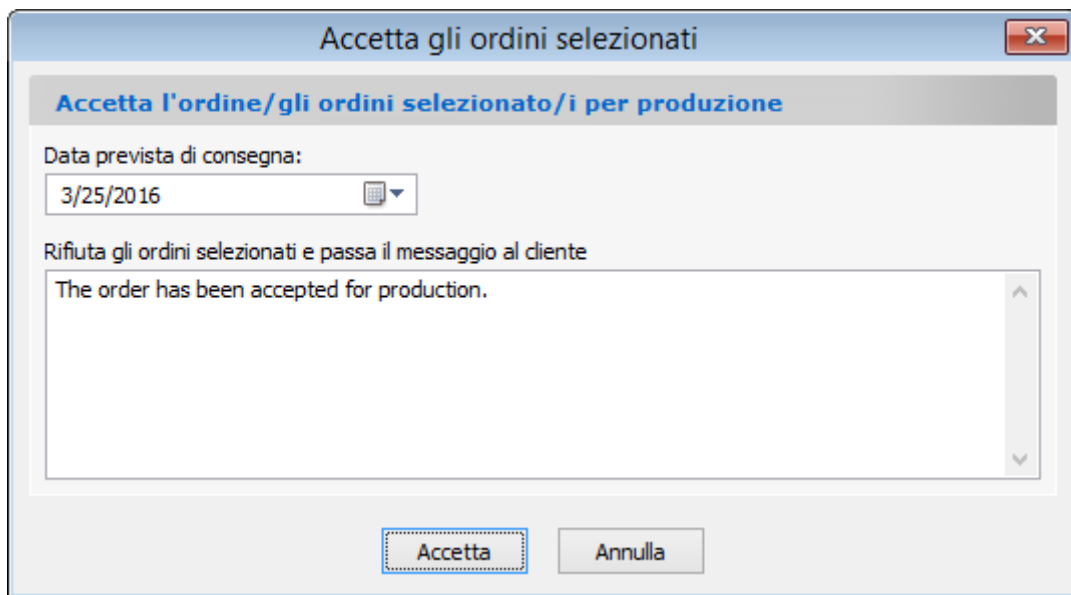 Accetta gli ordini selezionati
Accetta l'ordine/gli ordini selezionato/i per produzione
Data prevista di consegna:
3/25/2016
Rifiuta gli ordini selezionati e passa il messaggio al cliente
The order has been accepted for production.
Accetta
Annulla